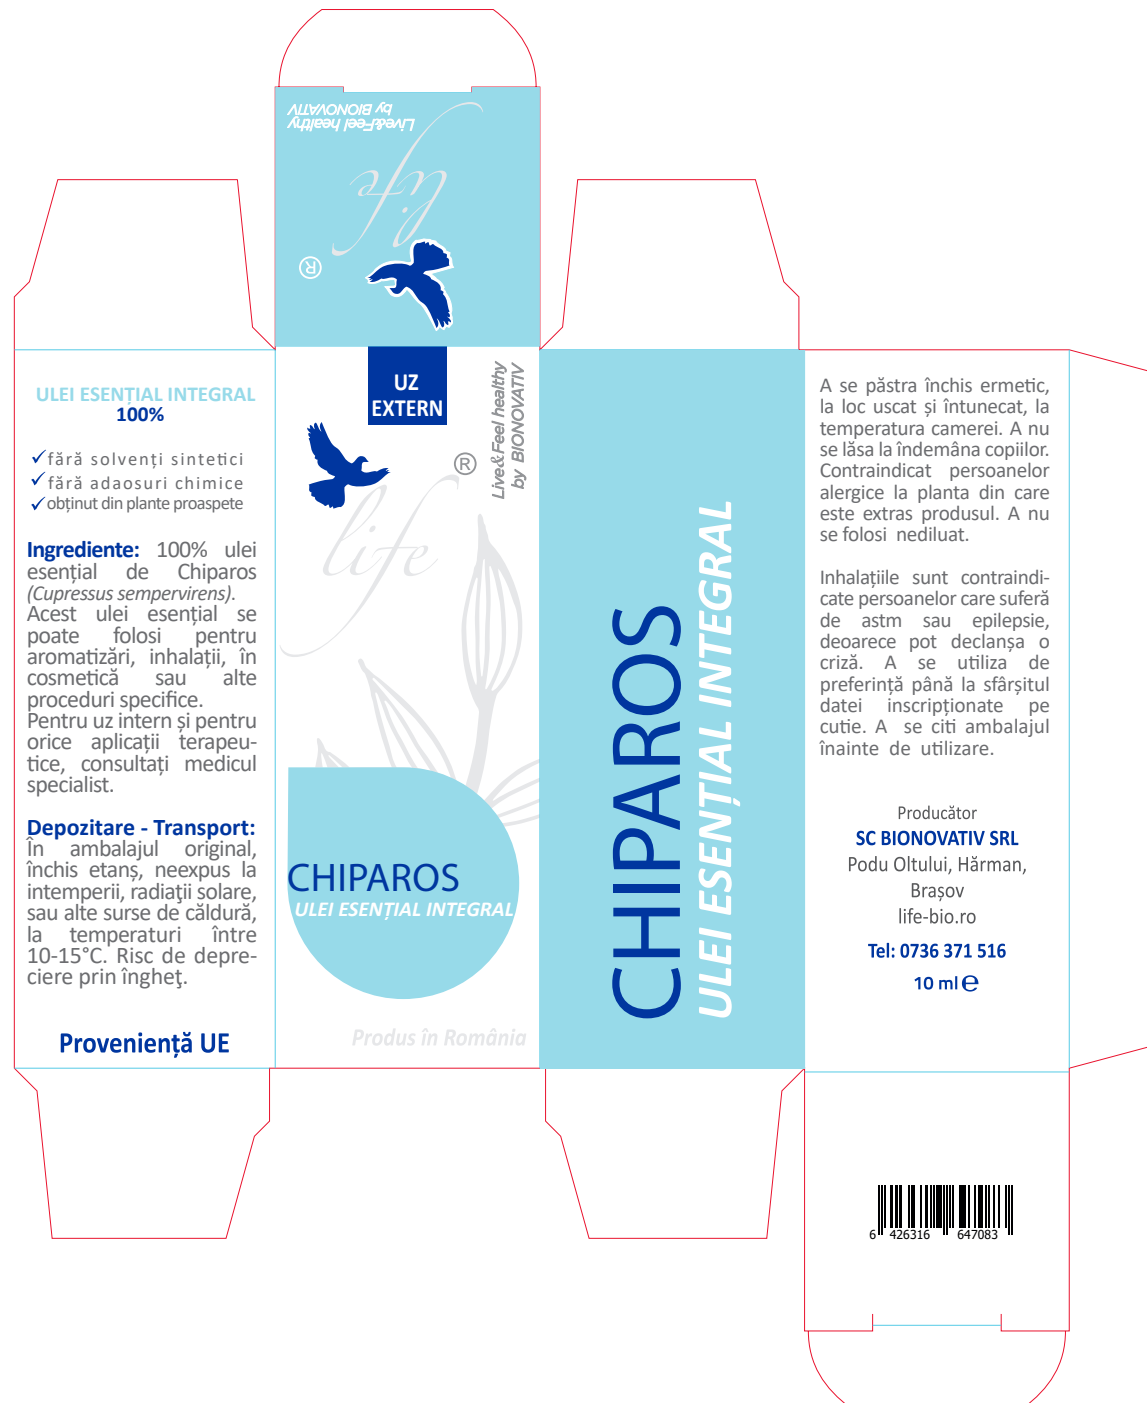 Live&Feel healthy
by BIONOVATIV
life
®
ULEI ESENȚIAL INTEGRAL
100%
✓fără solvenți sintetici
✓fără adaosuri chimice
✓obținut din plante proaspete
Ingrediente: 100% ulei
esențial de Chiparos
(Cupressus sempervirens).
Acest ulei esențial se
poate folosi pentru
aromatizări, inhalații, în
cosmetică sau alte
proceduri specifice.
Pentru uz intern și pentru
orice aplicații terapeu-
tice, consultați medicul
specialist.
Depozitare - Transport:
În ambalajul original,
închis etanș, neexpus la
intemperii, radiaţii solare,
sau alte surse de căldură,
la temperaturi între
10-15°C. Risc de depre-
ciere prin îngheţ.
Proveniență UE
UZ
EXTERN
Live&Feel healthy
by BIONOVATIV
®
life
CHIPAROS
ULEI ESENȚIAL INTEGRAL
Produs în România
CHIPAROS
ULEI ESENȚIAL INTEGRAL
A se păstra închis ermetic,
la loc uscat și întunecat, la
temperatura camerei. A nu
se lăsa la îndemâna copiilor.
Contraindicat persoanelor
alergice la planta din care
este extras produsul. A nu
se folosi nediluat.
Inhalațiile sunt contraindi-
cate persoanelor care suferă
de astm sau epilepsie,
deoarece pot declanșa o
criză. A se utiliza de
preferință până la sfârșitul
datei inscripționate pe
cutie. A se citi ambalajul
înainte de utilizare.
Producător
SC BIONOVATIV SRL
Podu Oltului, Hărman,
Brașov
life-bio.ro
Tel: 0736 371 516
10 ml ℮
6 426316 647083